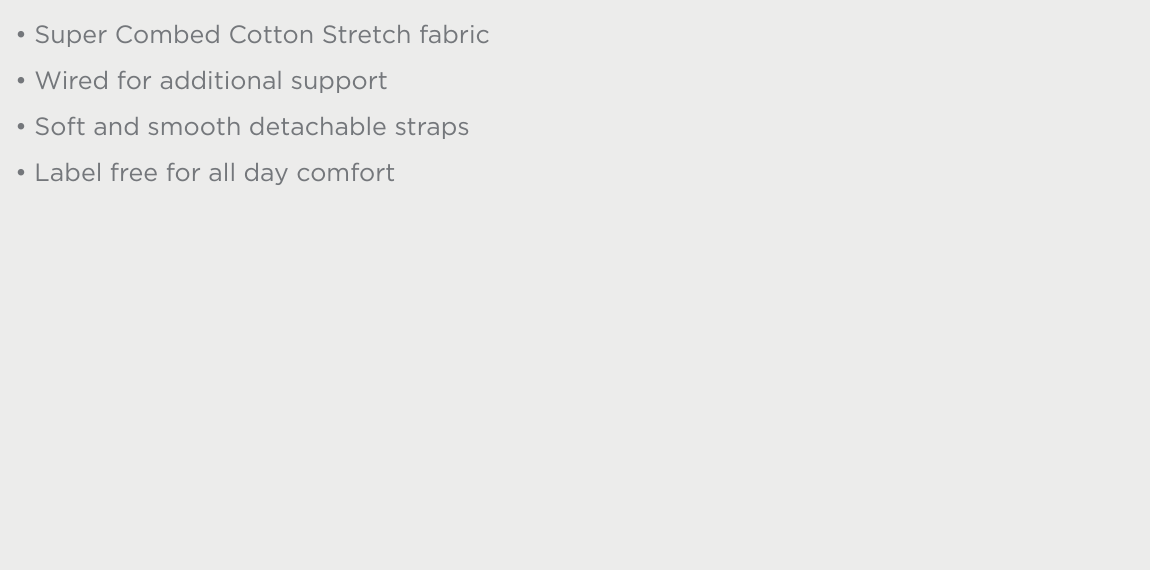 • Super Combed Cotton Stretch fabric
• Wired for additional support
• Soft and smooth detachable straps
• Label free for all day comfort